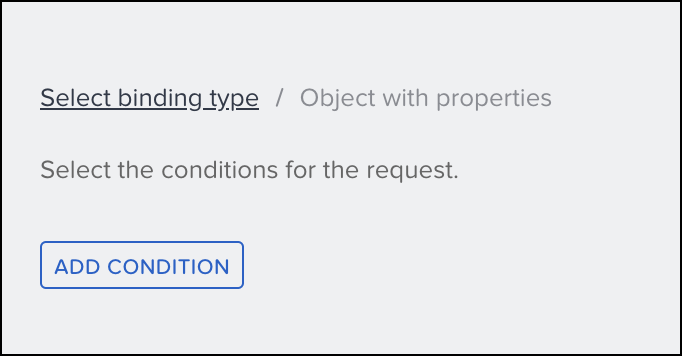 Select binding type / Object with properties
Select the conditions for the request.
ADD CONDITION